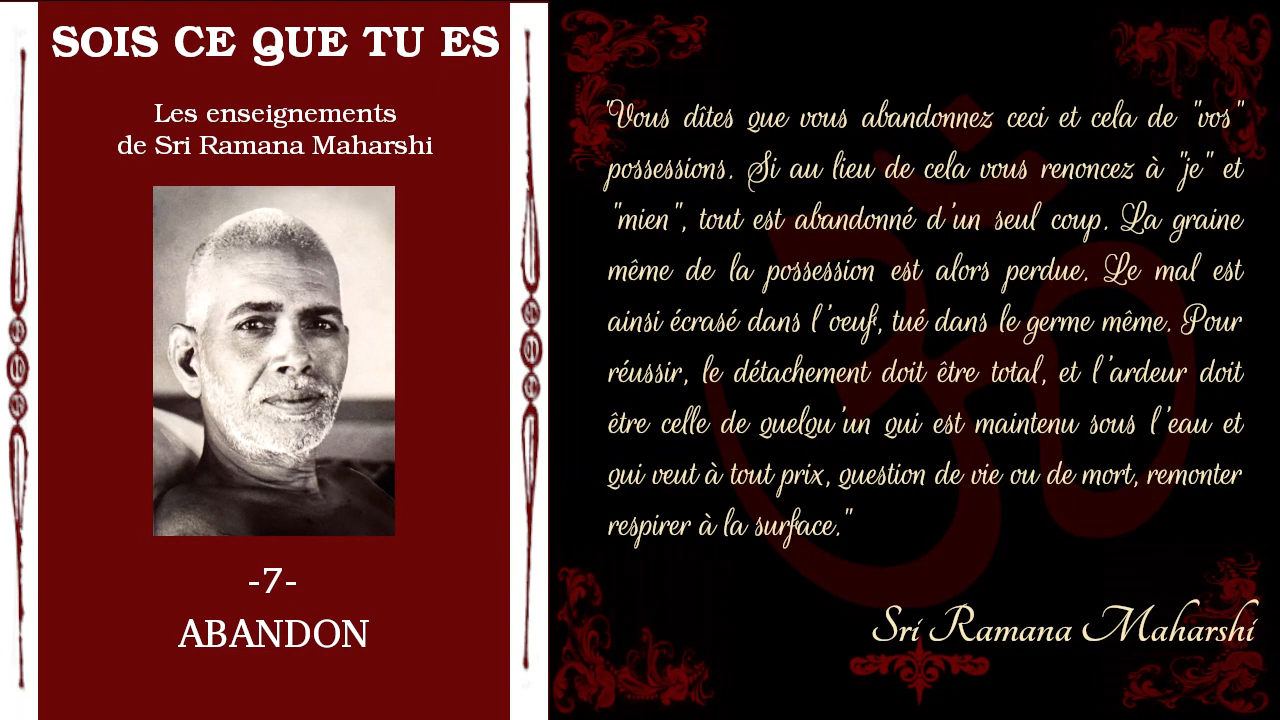 SOIS CE QUE TU ES
Les enseignements
de Sri Ramana Maharshi
-7-
ABANDON
"Vous dîtes que vous abandonnez ceci et cela de "vos"
possessions. Si au lieu de cela vous renoncez à "je" et
"mien", tout est abandonné d'un seul coup. La graine
même de la possession est alors perdue. Le mal est
ainsi écrasé dans l'oeuf, tué dans le germe même. Pour
réussir, le détachement doit être total, et l'ardeur doit
être celle de quelqu'un qui est maintenu sous l'eau et
qui veut à tout prix, question de vie ou de mort, remonter
respirer à la surface."
Sri Ramana Maharshi